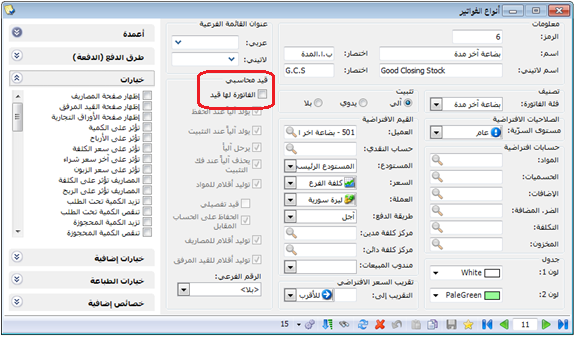 أنواع الفواتير
معلومات
الرمز:
6
اسم:
بضاعة آخر مدة
اختصار:
ب.ا.المدة
اسم لاتيني:
Good Closing Stock
اختصار:
G.C.S
تصنيف
فئة الفاتورة:
بضاعة آخر مدة
الصلاحيات الافتراضية
مستوى السرّية:
عام
حسابات افتراضية
المواد:
الحسميات:
الاضافات:
الضر. المضافة:
التكلفة:
المخزون:
جدول
لون 1:
White
لون 2:
PaleGreen
تثبيت
آلي
يدوي
بلا
القيم الافتراضية
العميل:
501 - بضاعة اخر ا
حساب النقدي:
المستودع:
المستودع الرئيسي
السعر:
كلفة الفرع
العملة:
ليرة سورية
طريقة الدفع:
آجل
مركز كلفة مدين:
مركز كلفة دائن:
مندوب المبيعات:
تقريب السعر الافتراضي
التقريب إلى:
للأقرب
عنوان القائمة الفرعية
عربي:
لاتيني:
قيد محاسبي
الفاتورة لها قيد
يولد آلياً عند الحفظ
يولد آلياً عند التثبيت
يرحل آلياً
يحذف آلياً عند فك
التثبيت
توليد أقلام للمواد
قيد تفصيلي
الحفاظ على الحساب
المقابل
توليد أقلام للمصاريف
توليد أقلام للقيد المرفق
الرقم الفرعي:
<بلا>
أعمدة
طرق الدفع (الدفعة)
خيارات
إظهار صفحة المصاريف
إظهار صفحة القيد المرفق
إظهار صفحة الأوراق التجارية
تؤثر على الكمية
تؤثر على الأرباح
تؤثر على سعر الكلفة
تؤثر على آخر سعر شراء
تؤثر على سعر الزبون
المصاريف تؤثر على الكلفة
المصاريف تؤثر على الربح
تزيد الكمية تحت الطلب
تنقص الكمية تحت الطلب
تزيد الكمية المحجوزة
تنقص الكمية المحجوزة
خيارات إضافية
خيارات الطباعة
خصائص إضافية
11
15